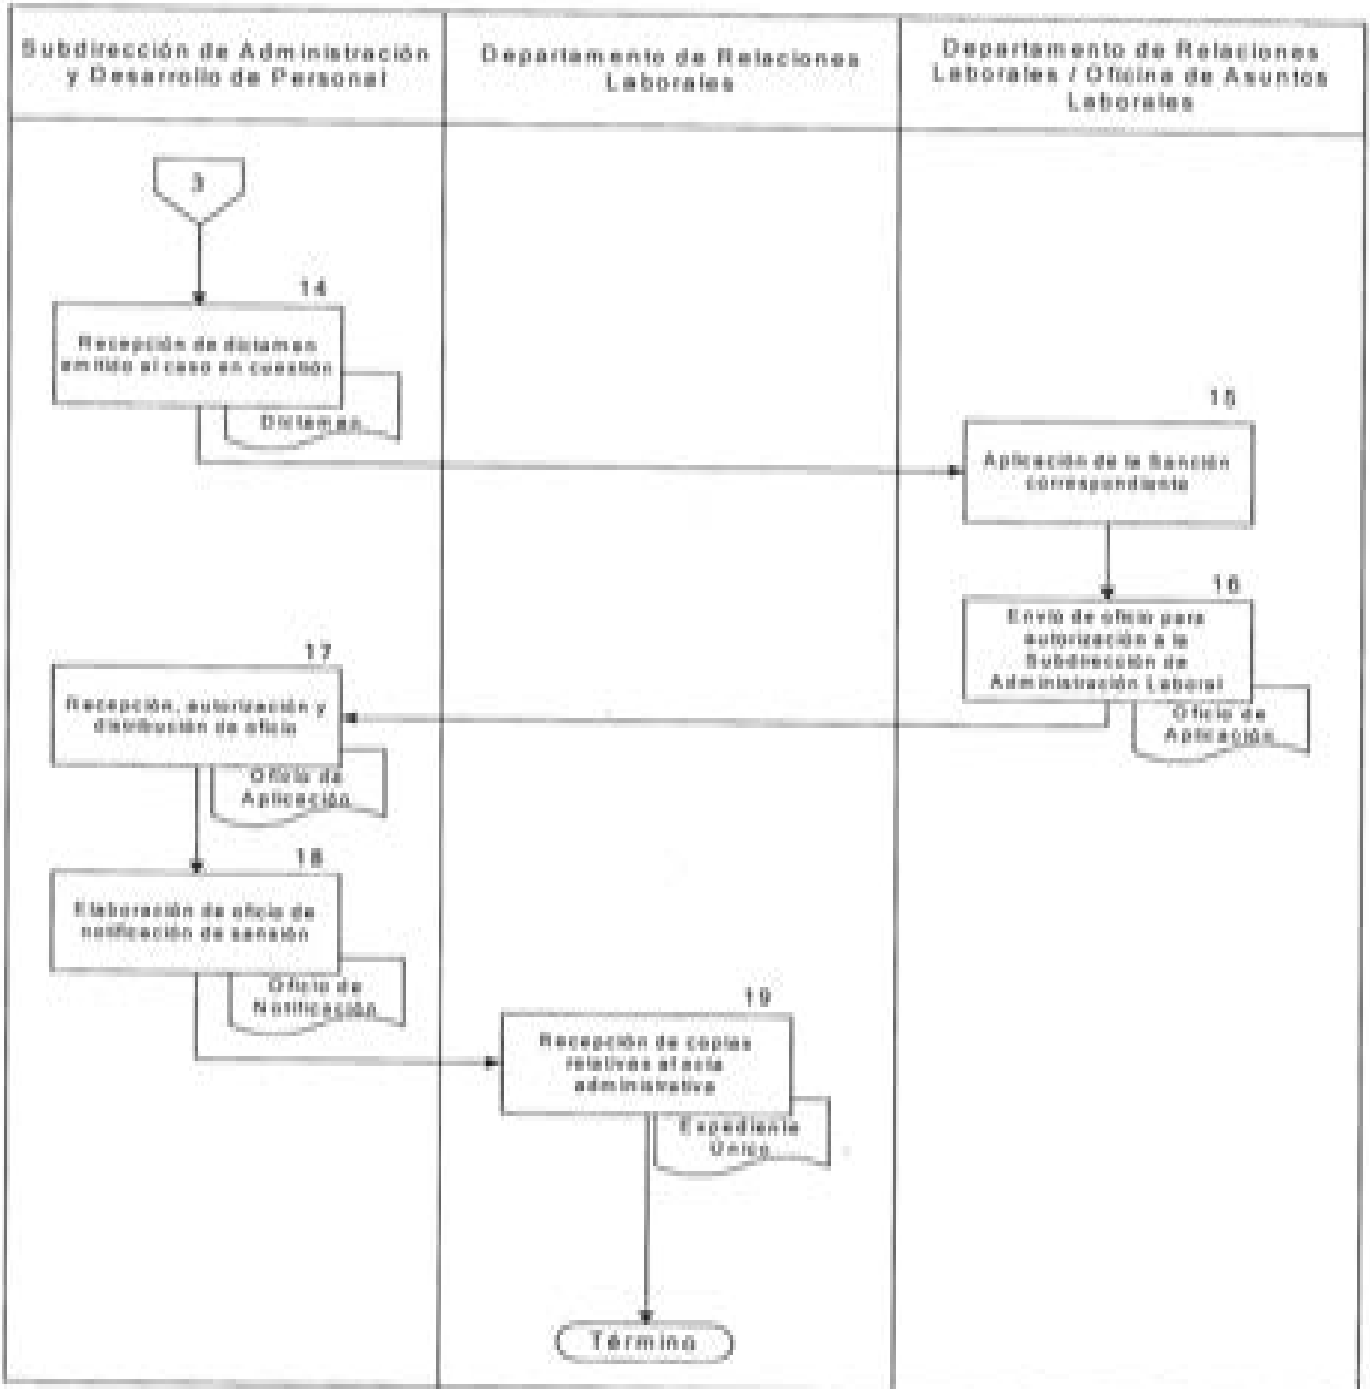 Subdirección de Administración
y Desarrollo de Personal
Departamento de Relaciones
Laborales
Departamento de Relaciones
Laborales / Oficina de Asuntos
Laborales
3
14
Recepción de dictamen
emitido al caso en cuestión
Dictamen
15
Aplicación de la Sanción
correspondiente
16
Envío de oficio para
autorización a la
Subdirección de
Administración Laboral
Oficio de
Aplicación
17
Recepción, autorización y
distribución de oficio
Oficio de
Aplicación
18
Elaboración de oficio de
notificación de sansión
Oficio de
Notificación
19
Recepción de copias
relativas al acta
administrativa
Expediente
Único
Término